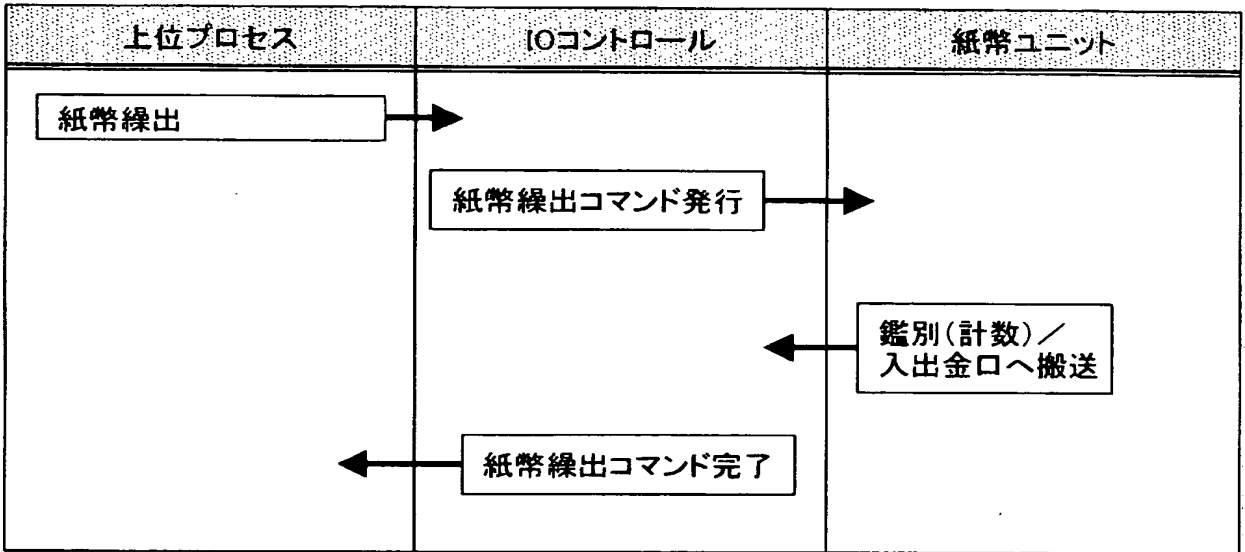 上位プロセス
IOコントロール
紙幣ユニット
紙幣繰出
紙幣繰出コマンド発行
鑑別(計数)／
入出金口へ搬送
紙幣繰出コマンド完了